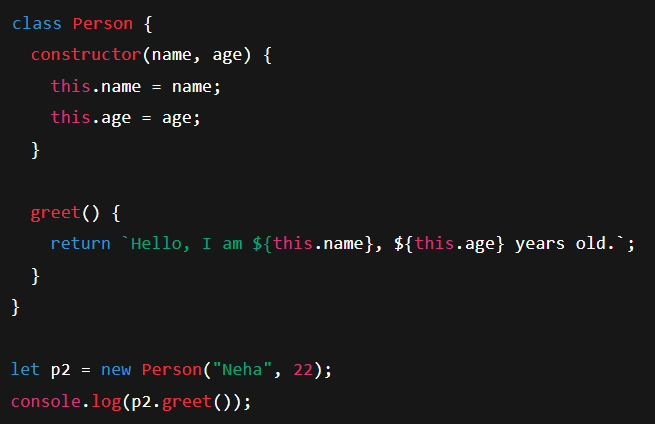 class Person {
  constructor(name, age) {
    this.name = name;
    this.age = age;
  }

  greet() {
    return `Hello, I am ${this.name}, ${this.age} years old.`;
  }
}

let p2 = new Person("Neha", 22);
console.log(p2.greet());